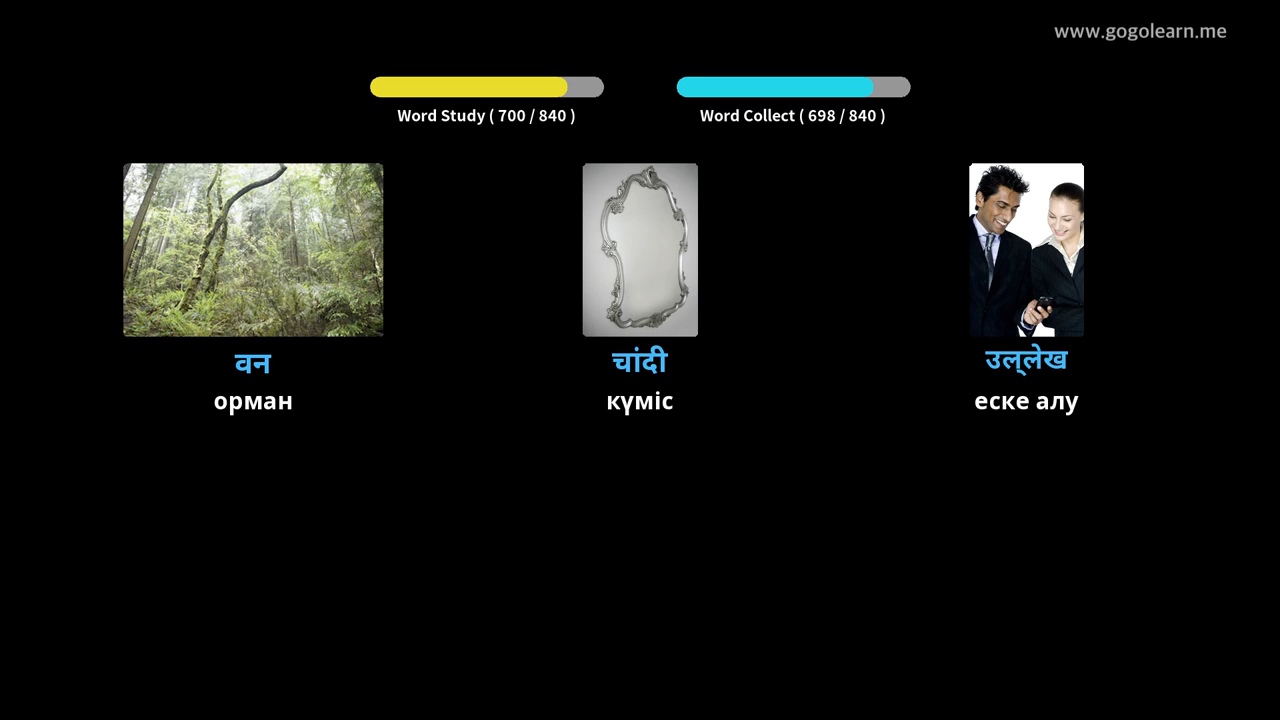 www.gogolearn.me
Word Study ( 700 / 840 )
Word Collect ( 698 / 840 )
वन
चांदी
उल्लेख
орман
күміс
еске алу